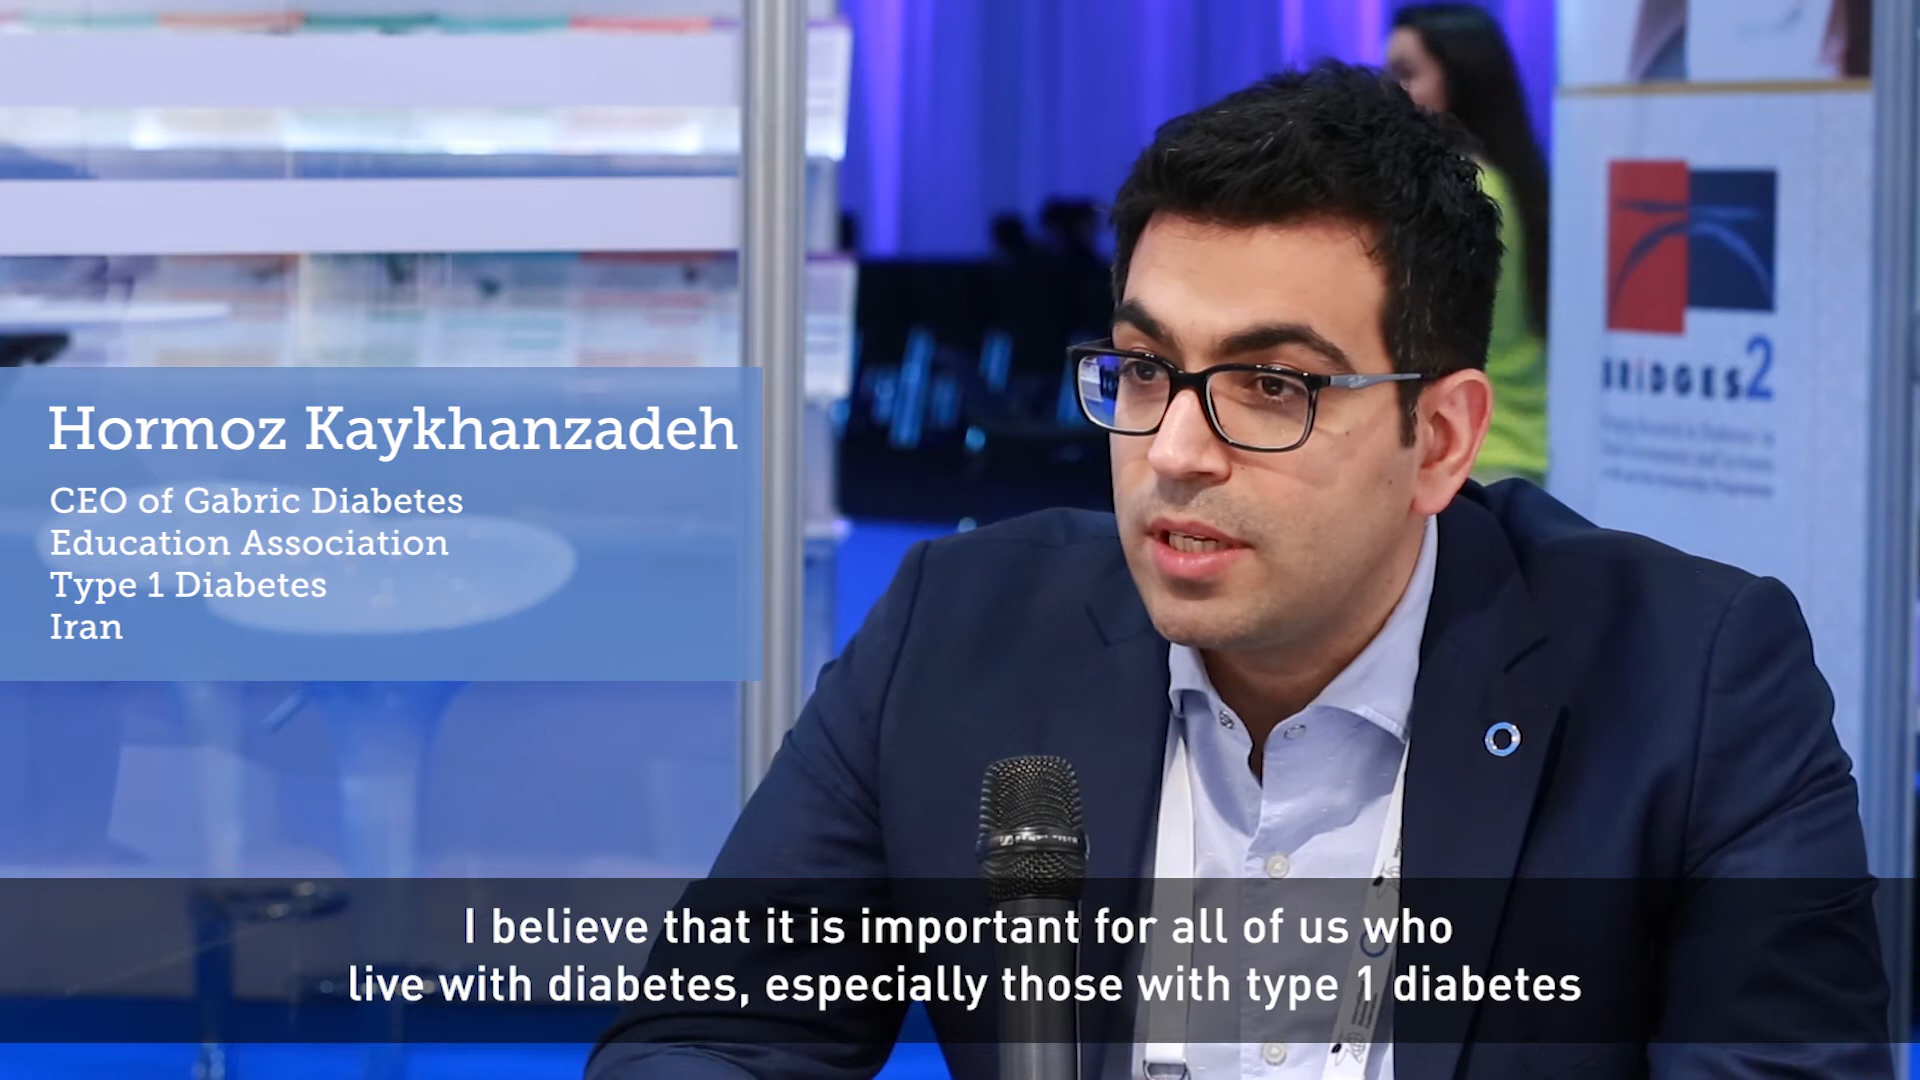 Hormoz Kaykhanzadeh
CEO of Gabric Diabetes
Education Association
Type 1 Diabetes
Iran
BRiDGES2
I believe that it is important for all of us who
live with diabetes, especially those with type 1 diabetes